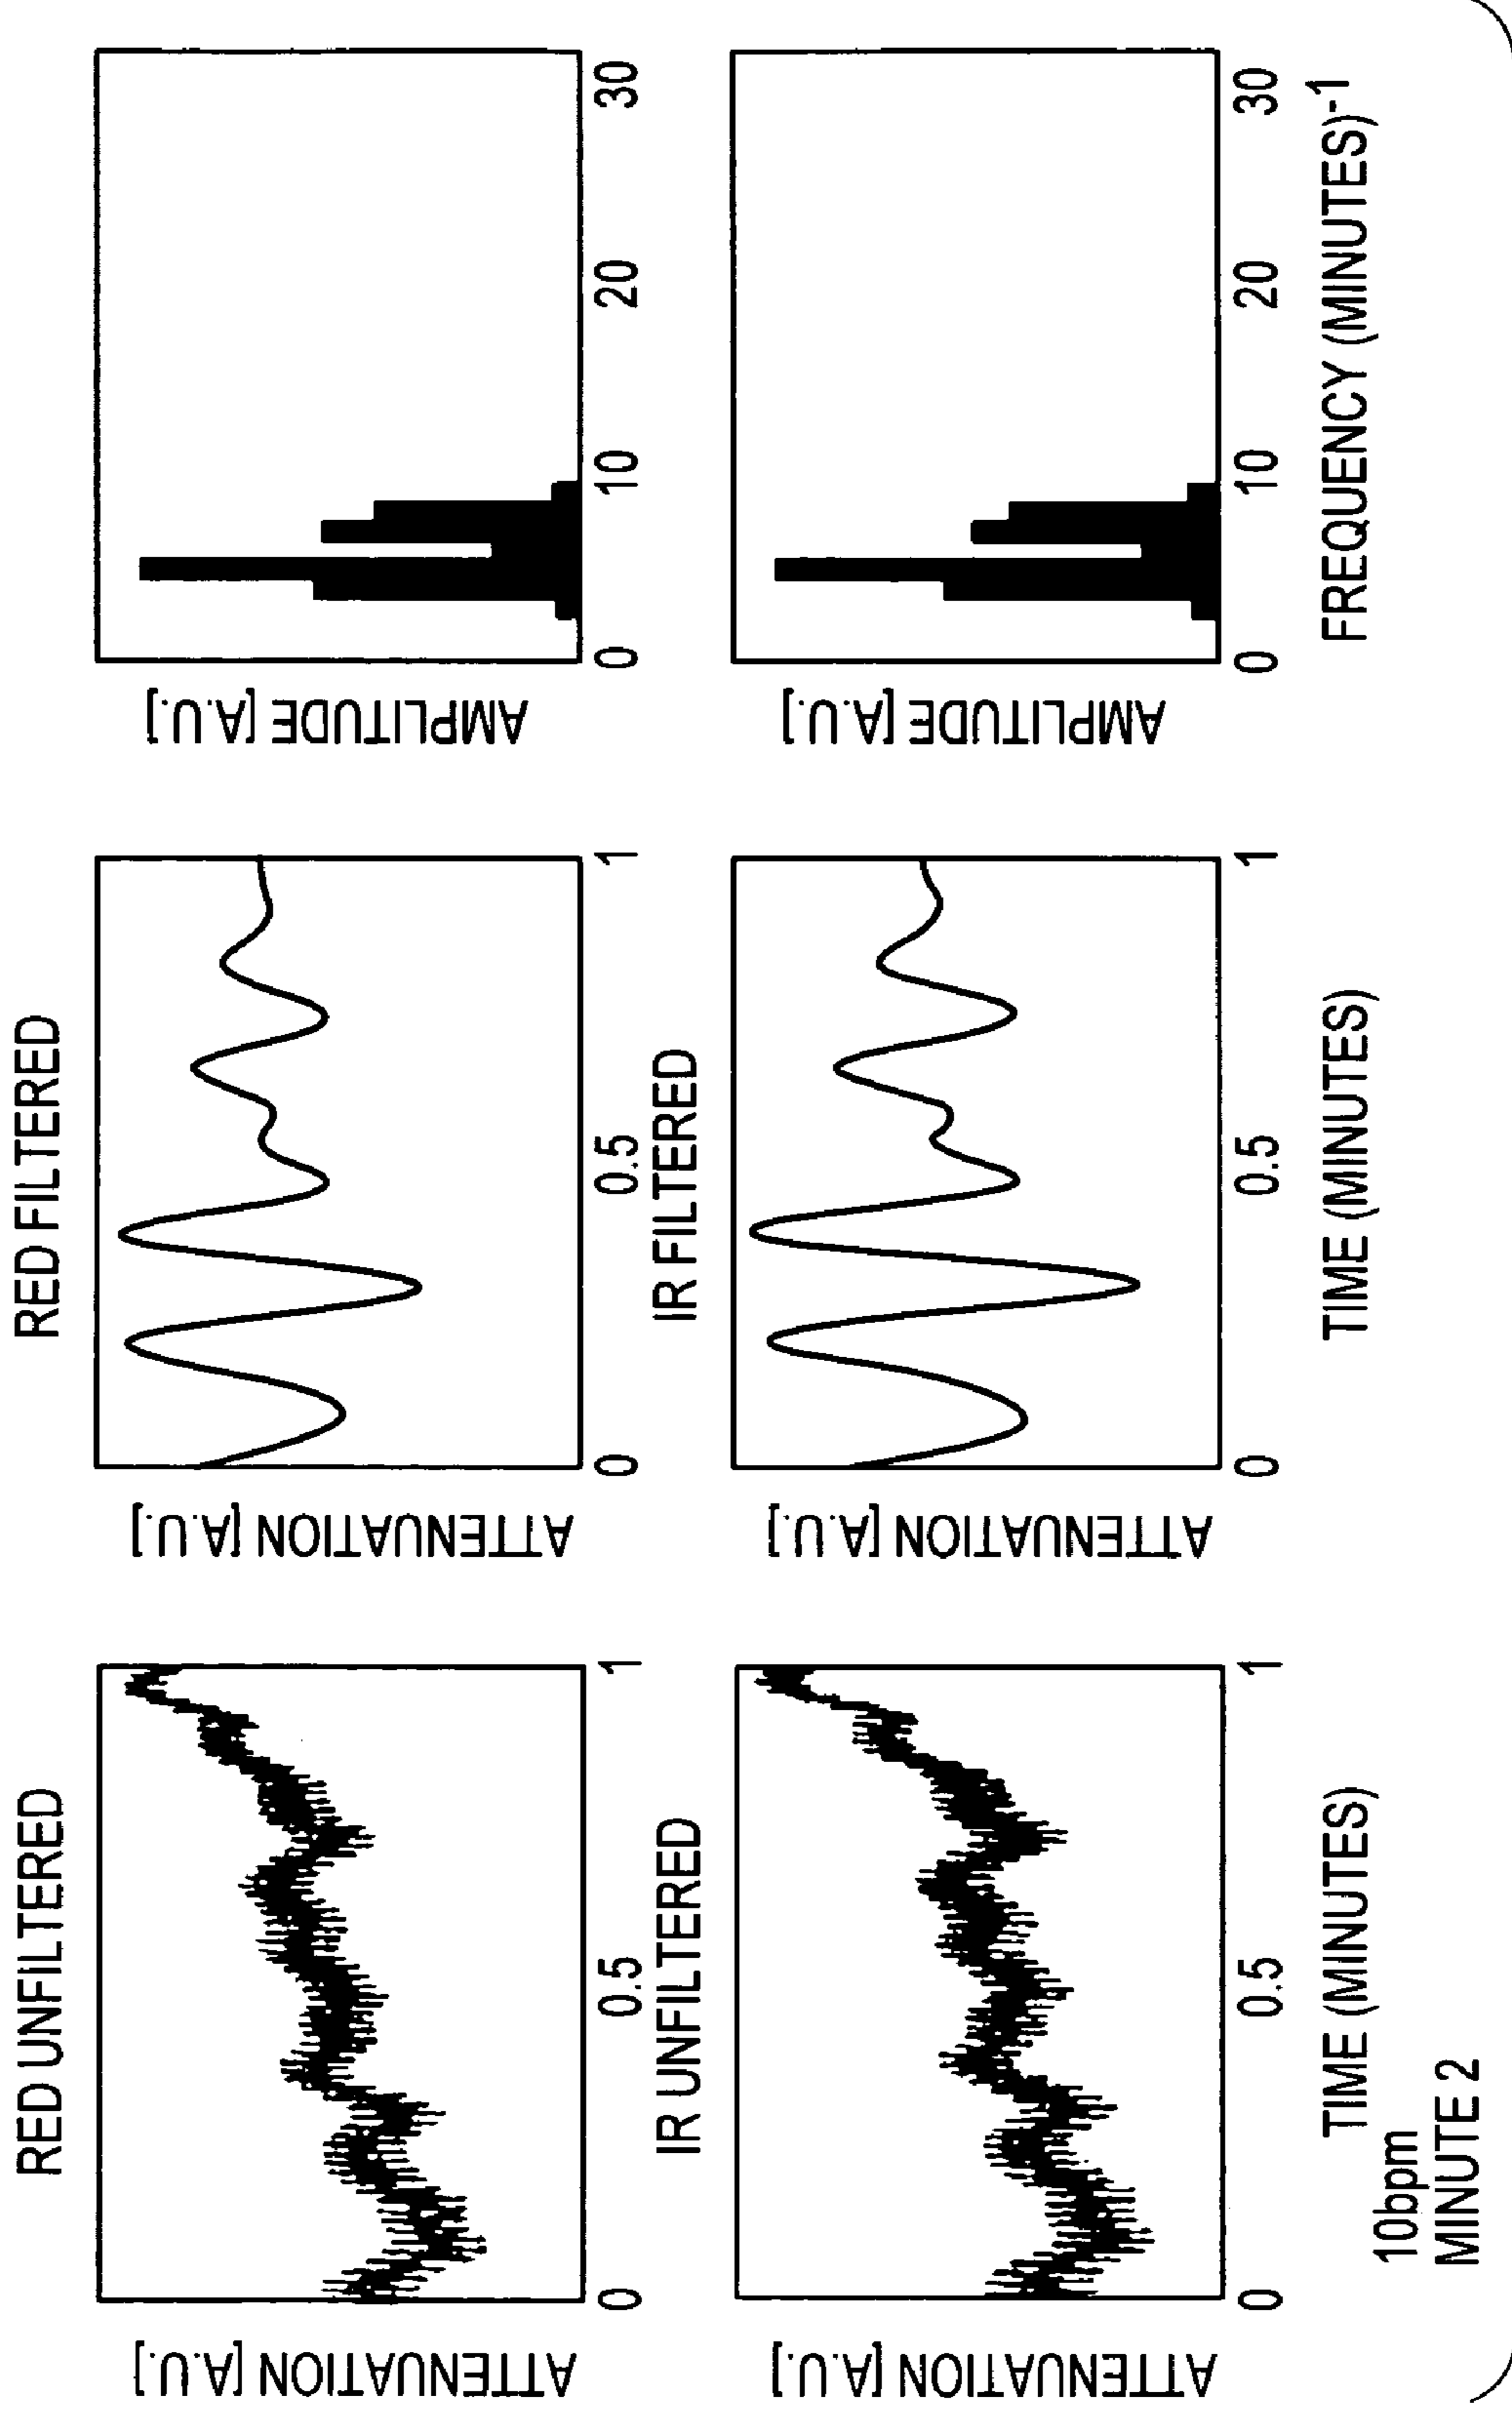 RED UNFILTERED
ATTENUATION [A.U.]
0 0.5 1
RED FILTERED
ATTENUATION [A.U.]
0 0.5 1
AMPLITUDE [A.U.]
0 10 20 30
IR UNFILTERED
ATTENUATION [A.U.]
0 0.5 1
TIME (MINUTES)
IR FILTERED
ATTENUATION [A.U.]
0 0.5 1
TIME (MINUTES)
AMPLITUDE [A.U.]
0 10 20 30
FREQUENCY (MINUTES)-1
10bpm
MINUTE 2